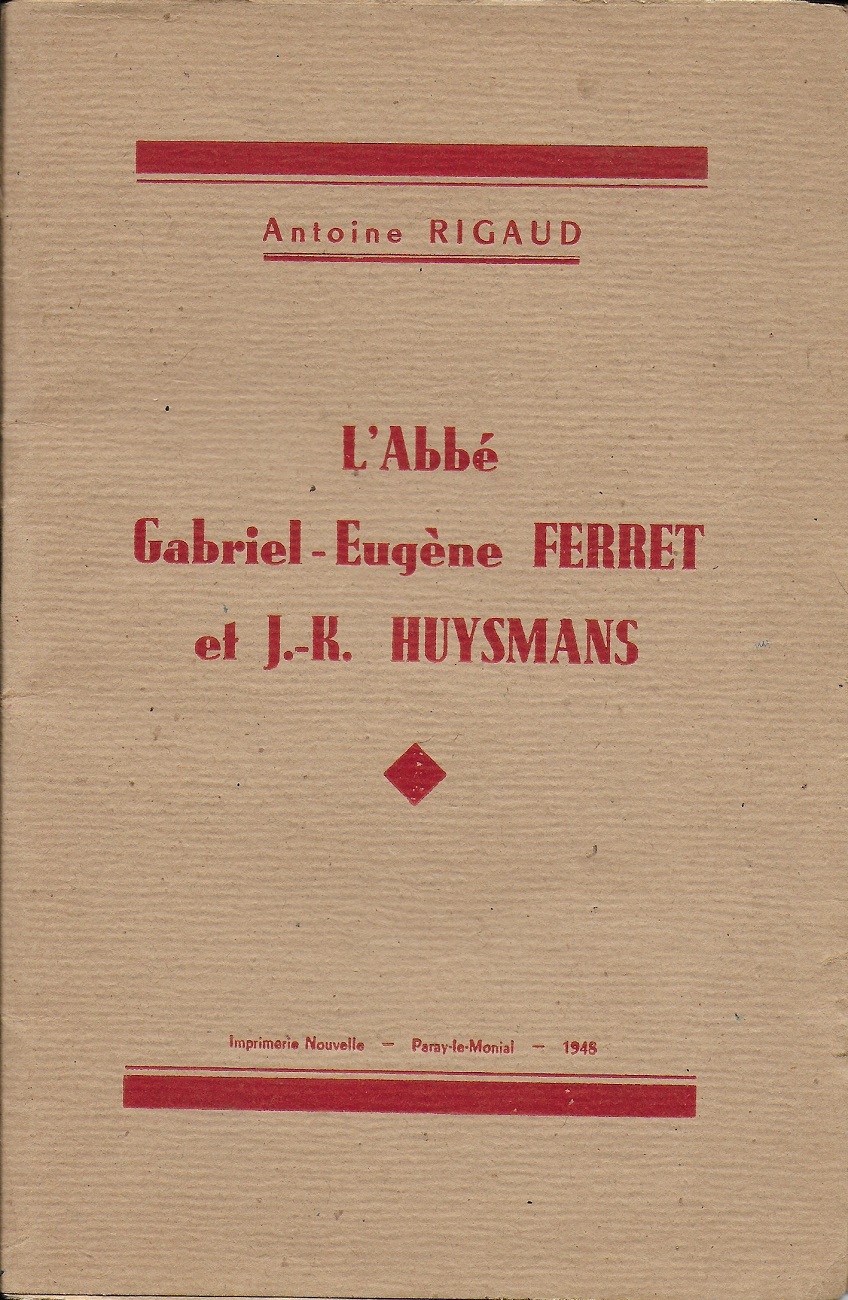 Antoine RIGAUD
L'Abbé
Gabriel-Eugène FERRET
et J.-K. HUYSMANS
Imprimerie Nouvelle — Paray-le-Monial — 1948